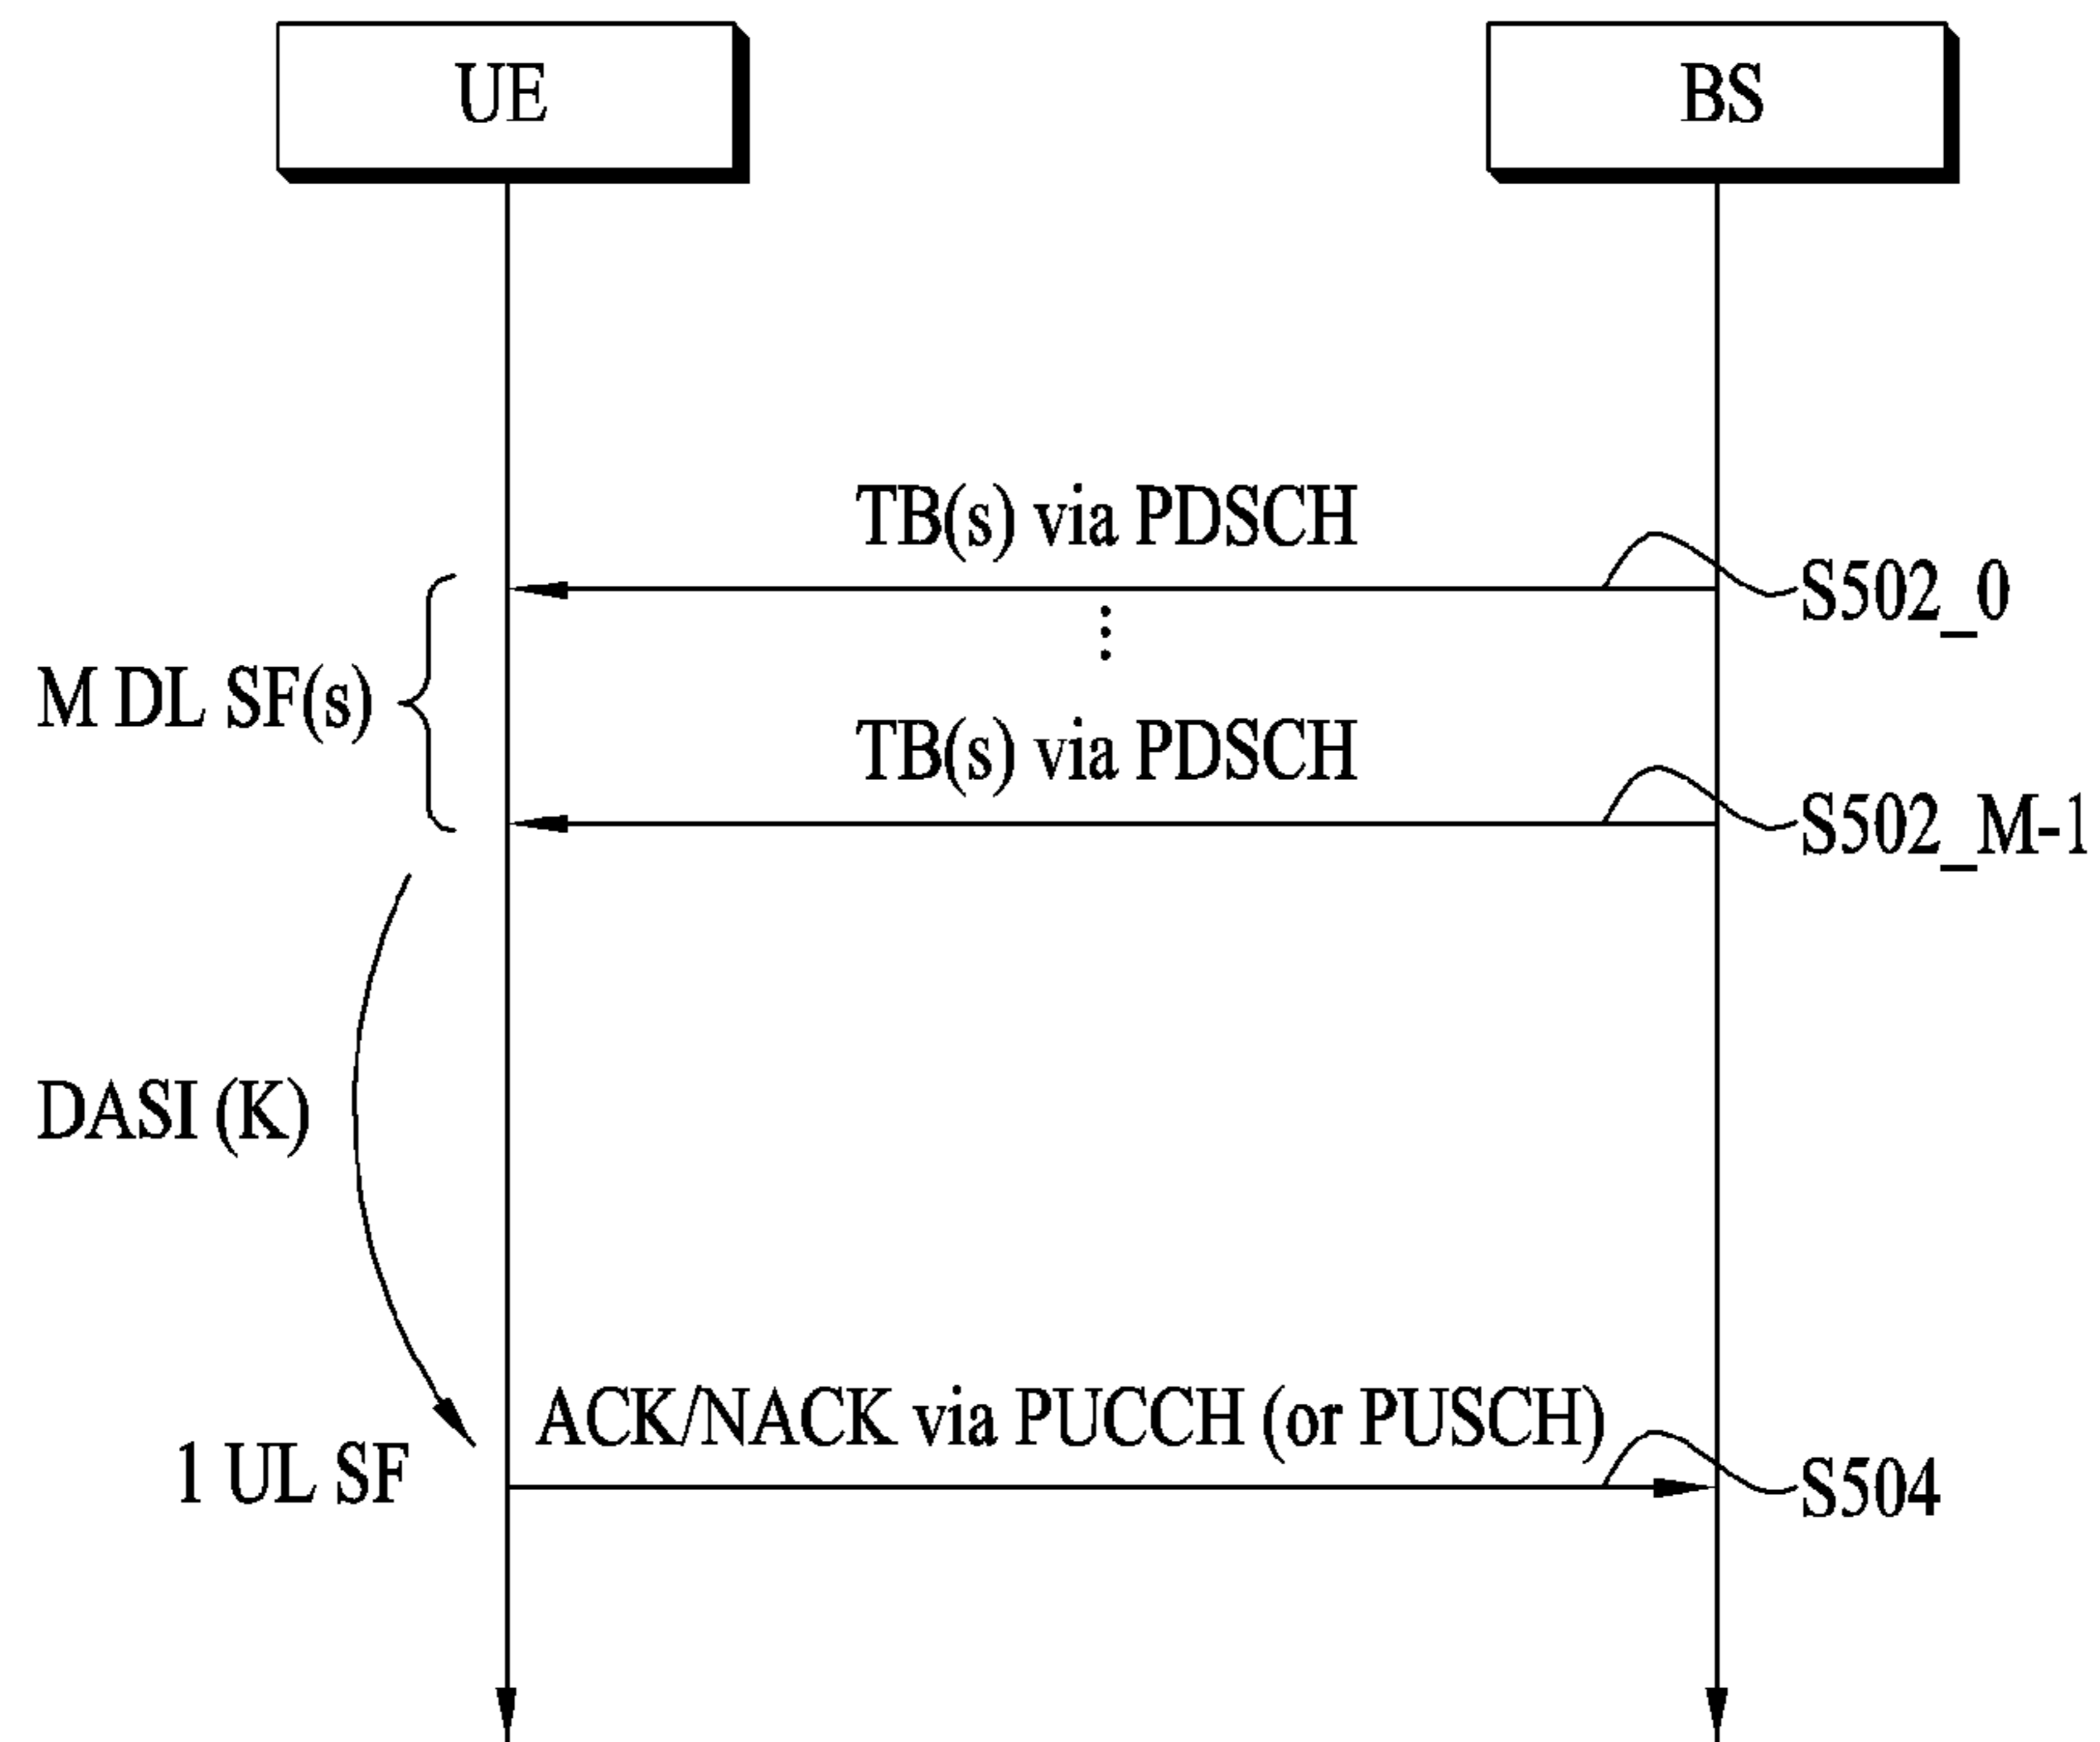 UE
BS
TB(s) via PDSCH
S502_0
M DL SF(s)
TB(s) via PDSCH
S502_M-1
DASI (K)
ACK/NACK via PUCCH (or PUSCH)
1 UL SF
S504